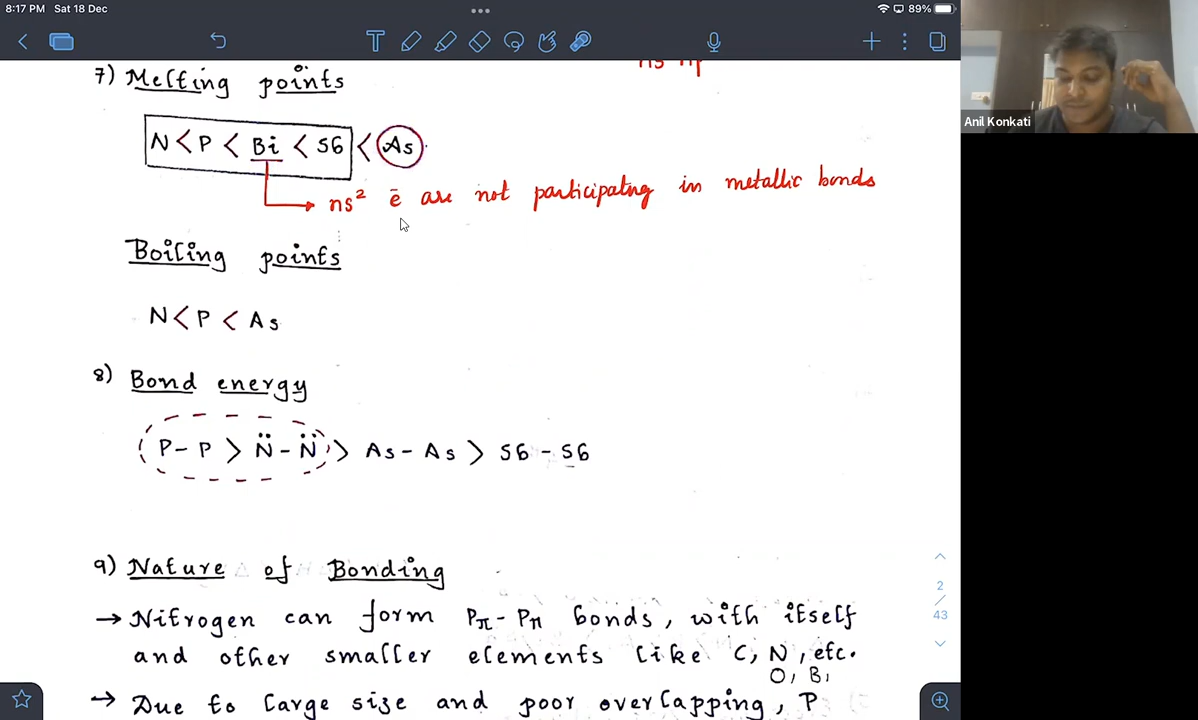 8:17 PM Sat 18 Dec
89%
7) Melting points
N < P < Bi < Sb < As
ns² ē are not participating in metallic bonds
Boiling points
N < P < As
8) Bond energy
P - P > N̈ - N̈ > As - As > Sb - Sb
9) Nature of Bonding
→ Nitrogen can form Pπ - Pπ bonds, with itself
and other smaller elements like C, N, etc.
O, B,
→ Due to large size and poor overlapping, P
2
/
43
Anil Konkati